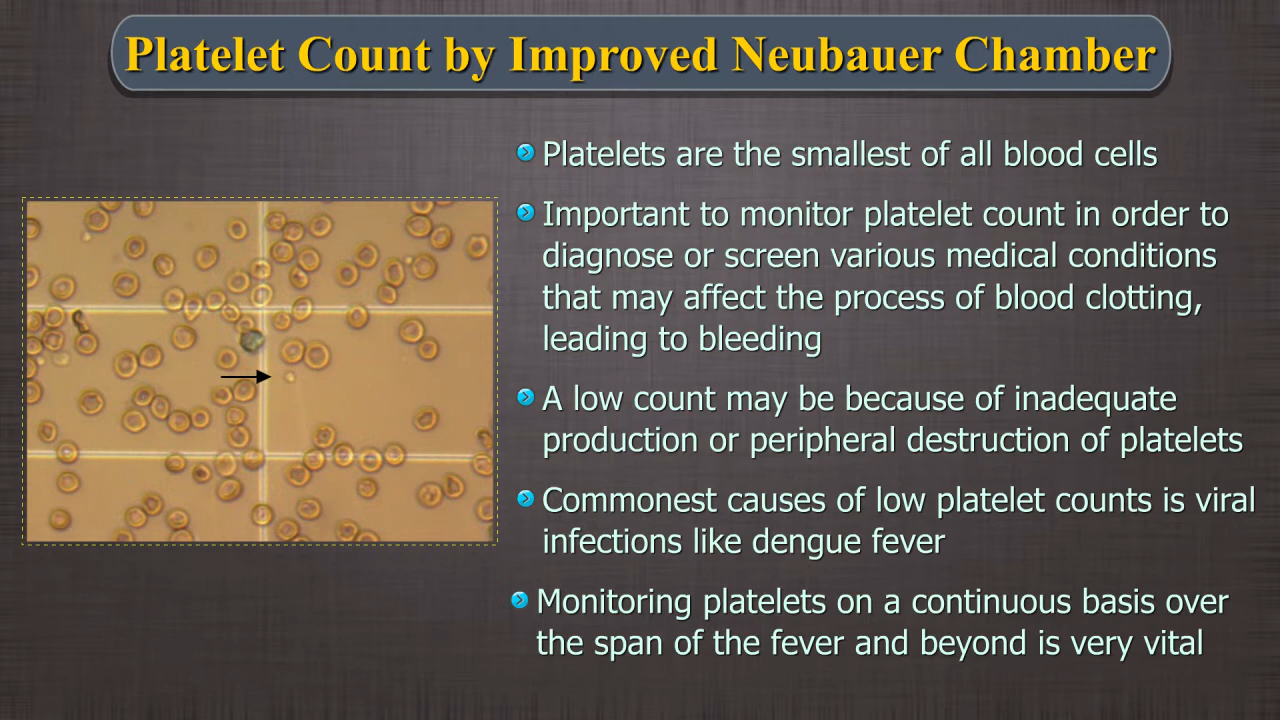 Platelet Count by Improved Neubauer Chamber
Platelets are the smallest of all blood cells
Important to monitor platelet count in order to
diagnose or screen various medical conditions
that may affect the process of blood clotting,
leading to bleeding
A low count may be because of inadequate
production or peripheral destruction of platelets
Commonest causes of low platelet counts is viral
infections like dengue fever
Monitoring platelets on a continuous basis over
the span of the fever and beyond is very vital